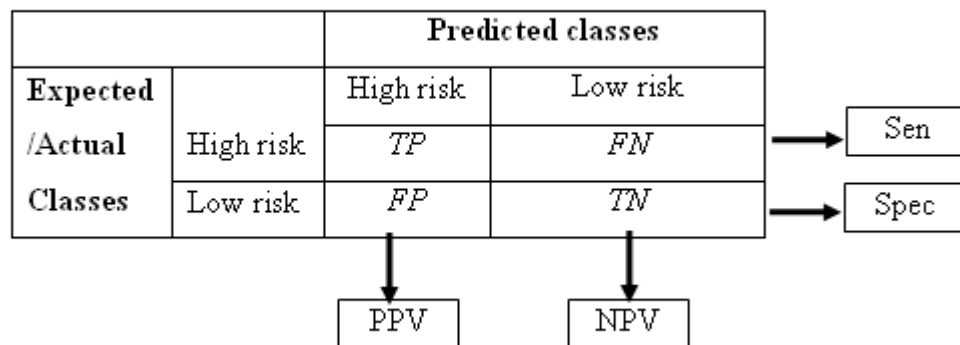 Predicted classes
Expected
/Actual
Classes
High risk
Low risk
High risk
TP
FN
Sen
Low risk
FP
TN
Spec
PPV
NPV